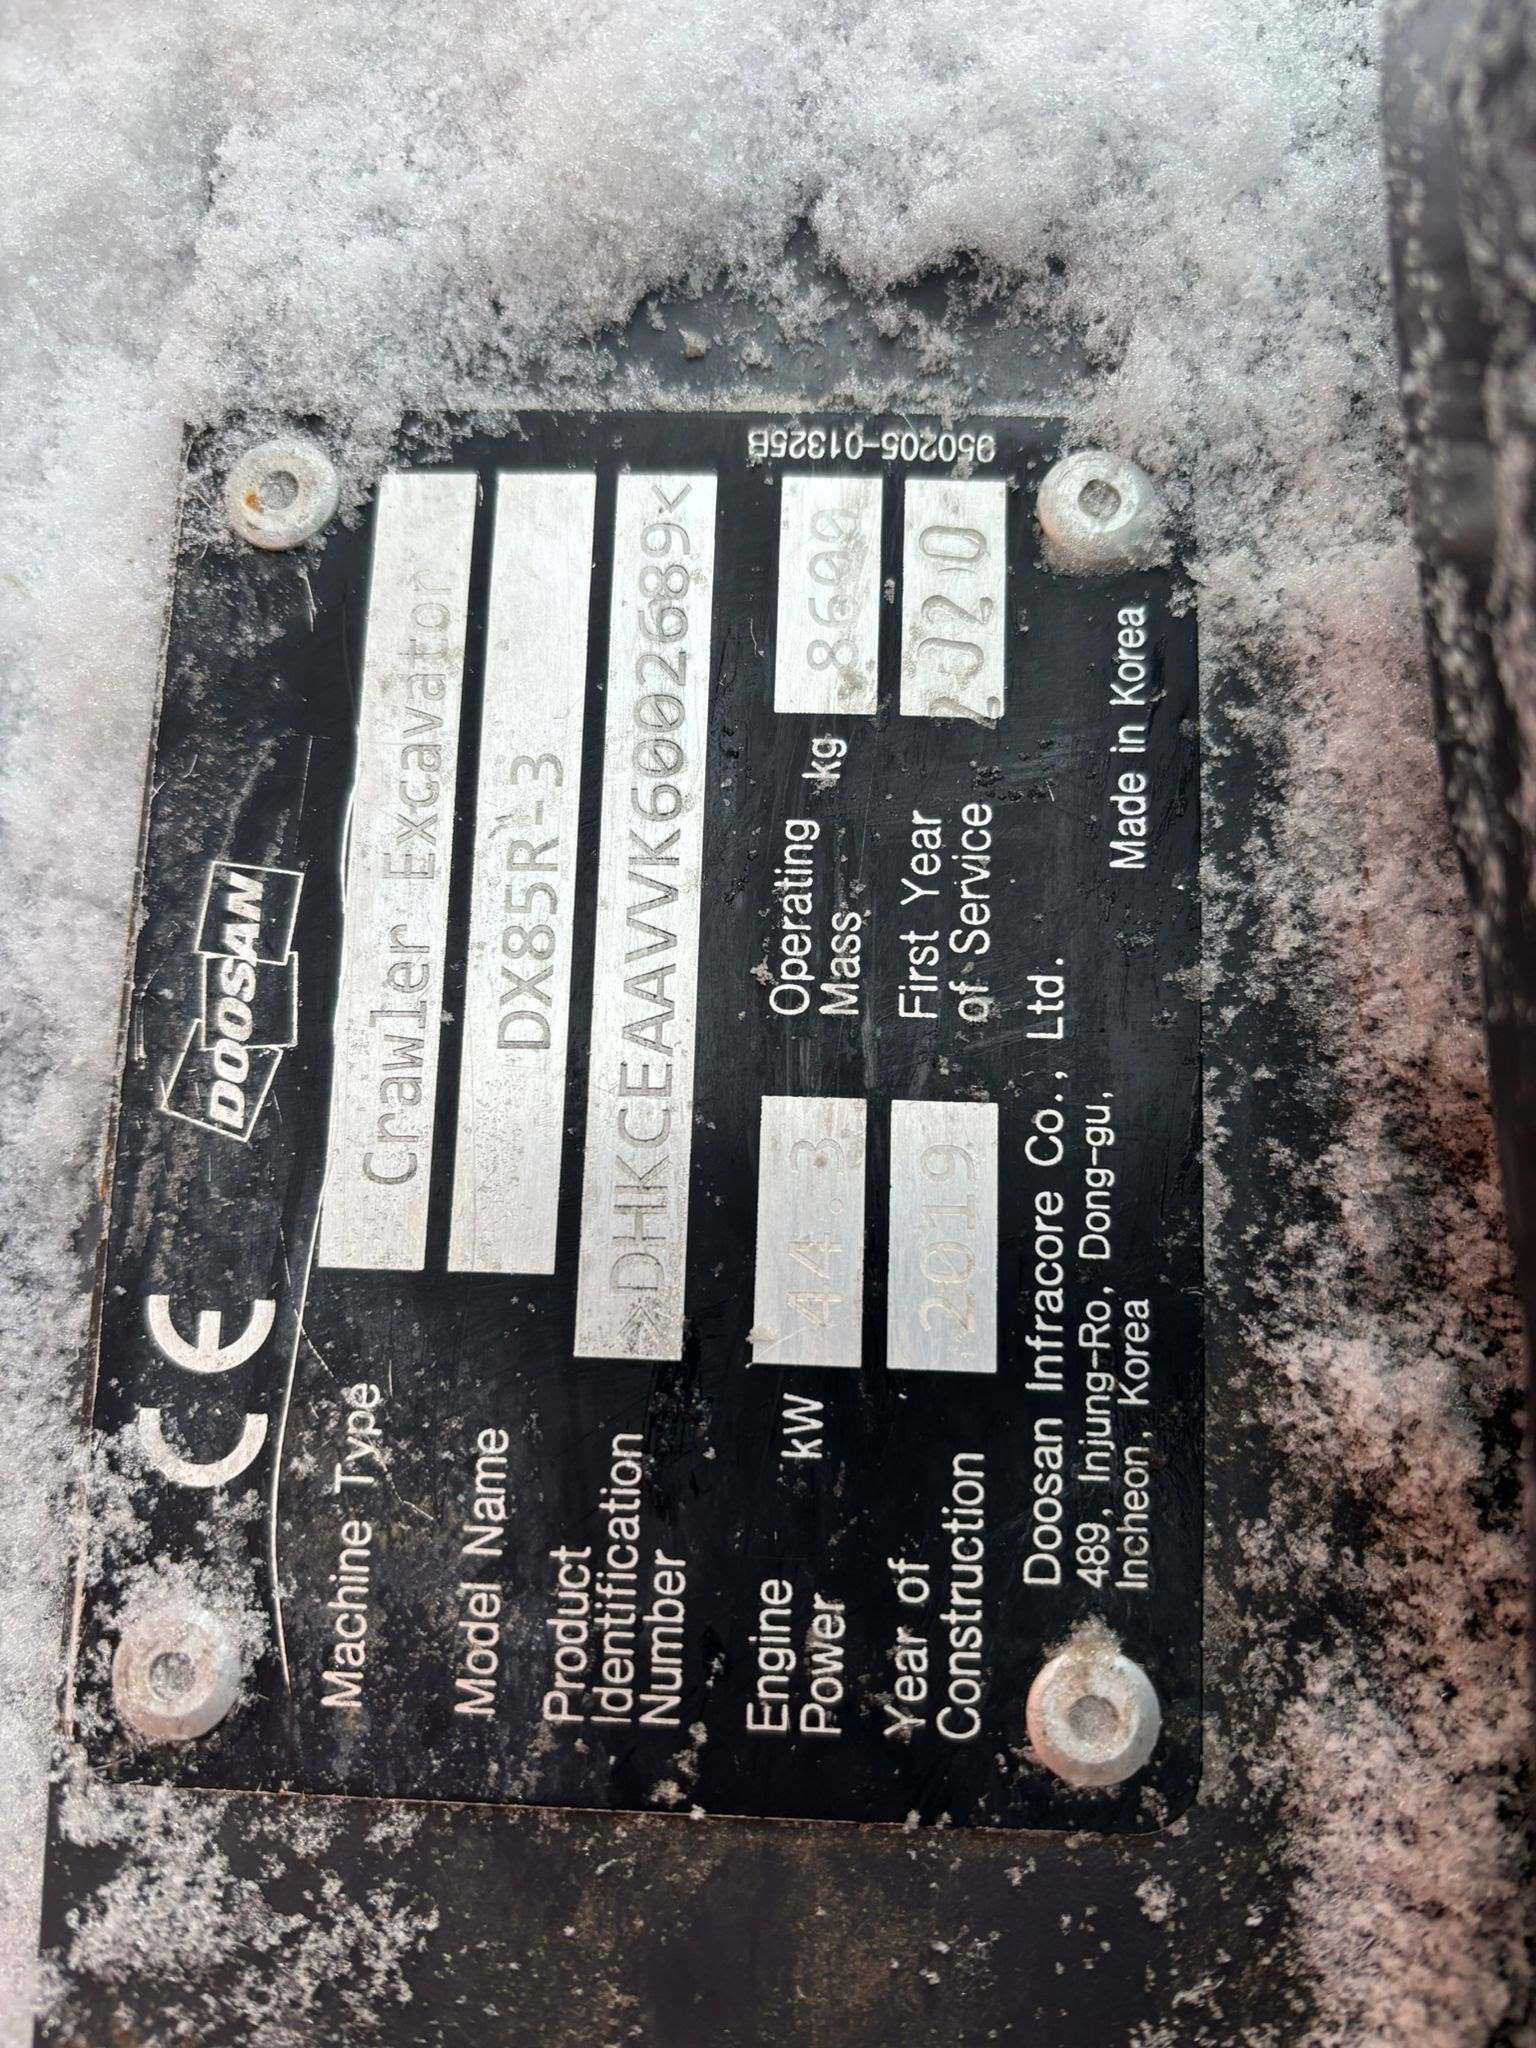 CE DOOSAN
Machine Type Crawler Excavator
Model Name DX85R-3
Product
Identification
Number >DHKCEAAVVK6002689<
Engine
Power kW 44.3
Operating
Mass kg 8600
Year of
Construction 2019
First Year
of Service 2020
Doosan Infracore Co., Ltd.
489, Injung-Ro, Dong-gu,
Incheon, Korea
Made in Korea
950205-01325B